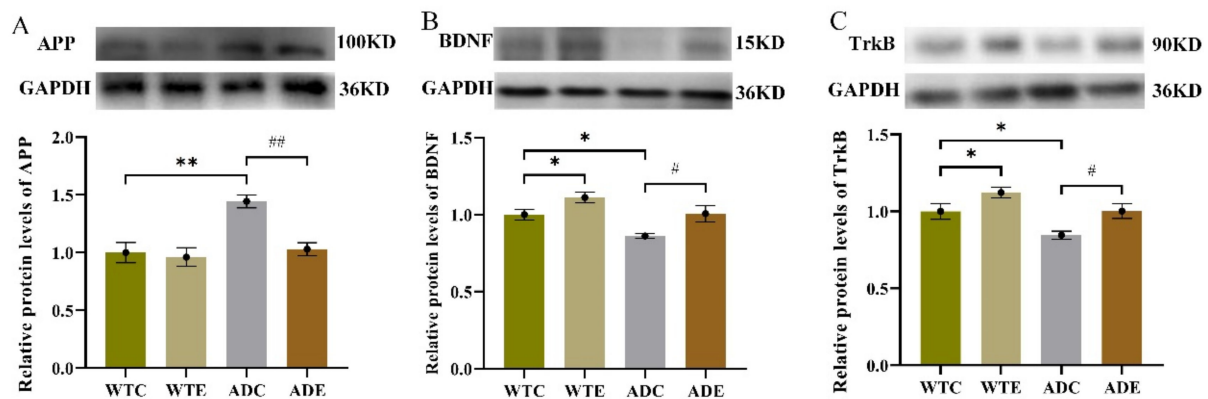 A
APP
100KD
GAPDH
36KD
Relative protein levels of APP
2.0
1.5
1.0
0.5
0.0
**
##
WTC WTE ADC ADE
B
BDNF
15KD
GAPDH
36KD
Relative protein levels of BDNF
1.5
1.0
0.5
0.0
*
*
#
WTC WTE ADC ADE
C
TrkB
90KD
GAPDH
36KD
Relative protein levels of TrkB
1.5
1.0
0.5
0.0
*
*
#
WTC WTE ADC ADE